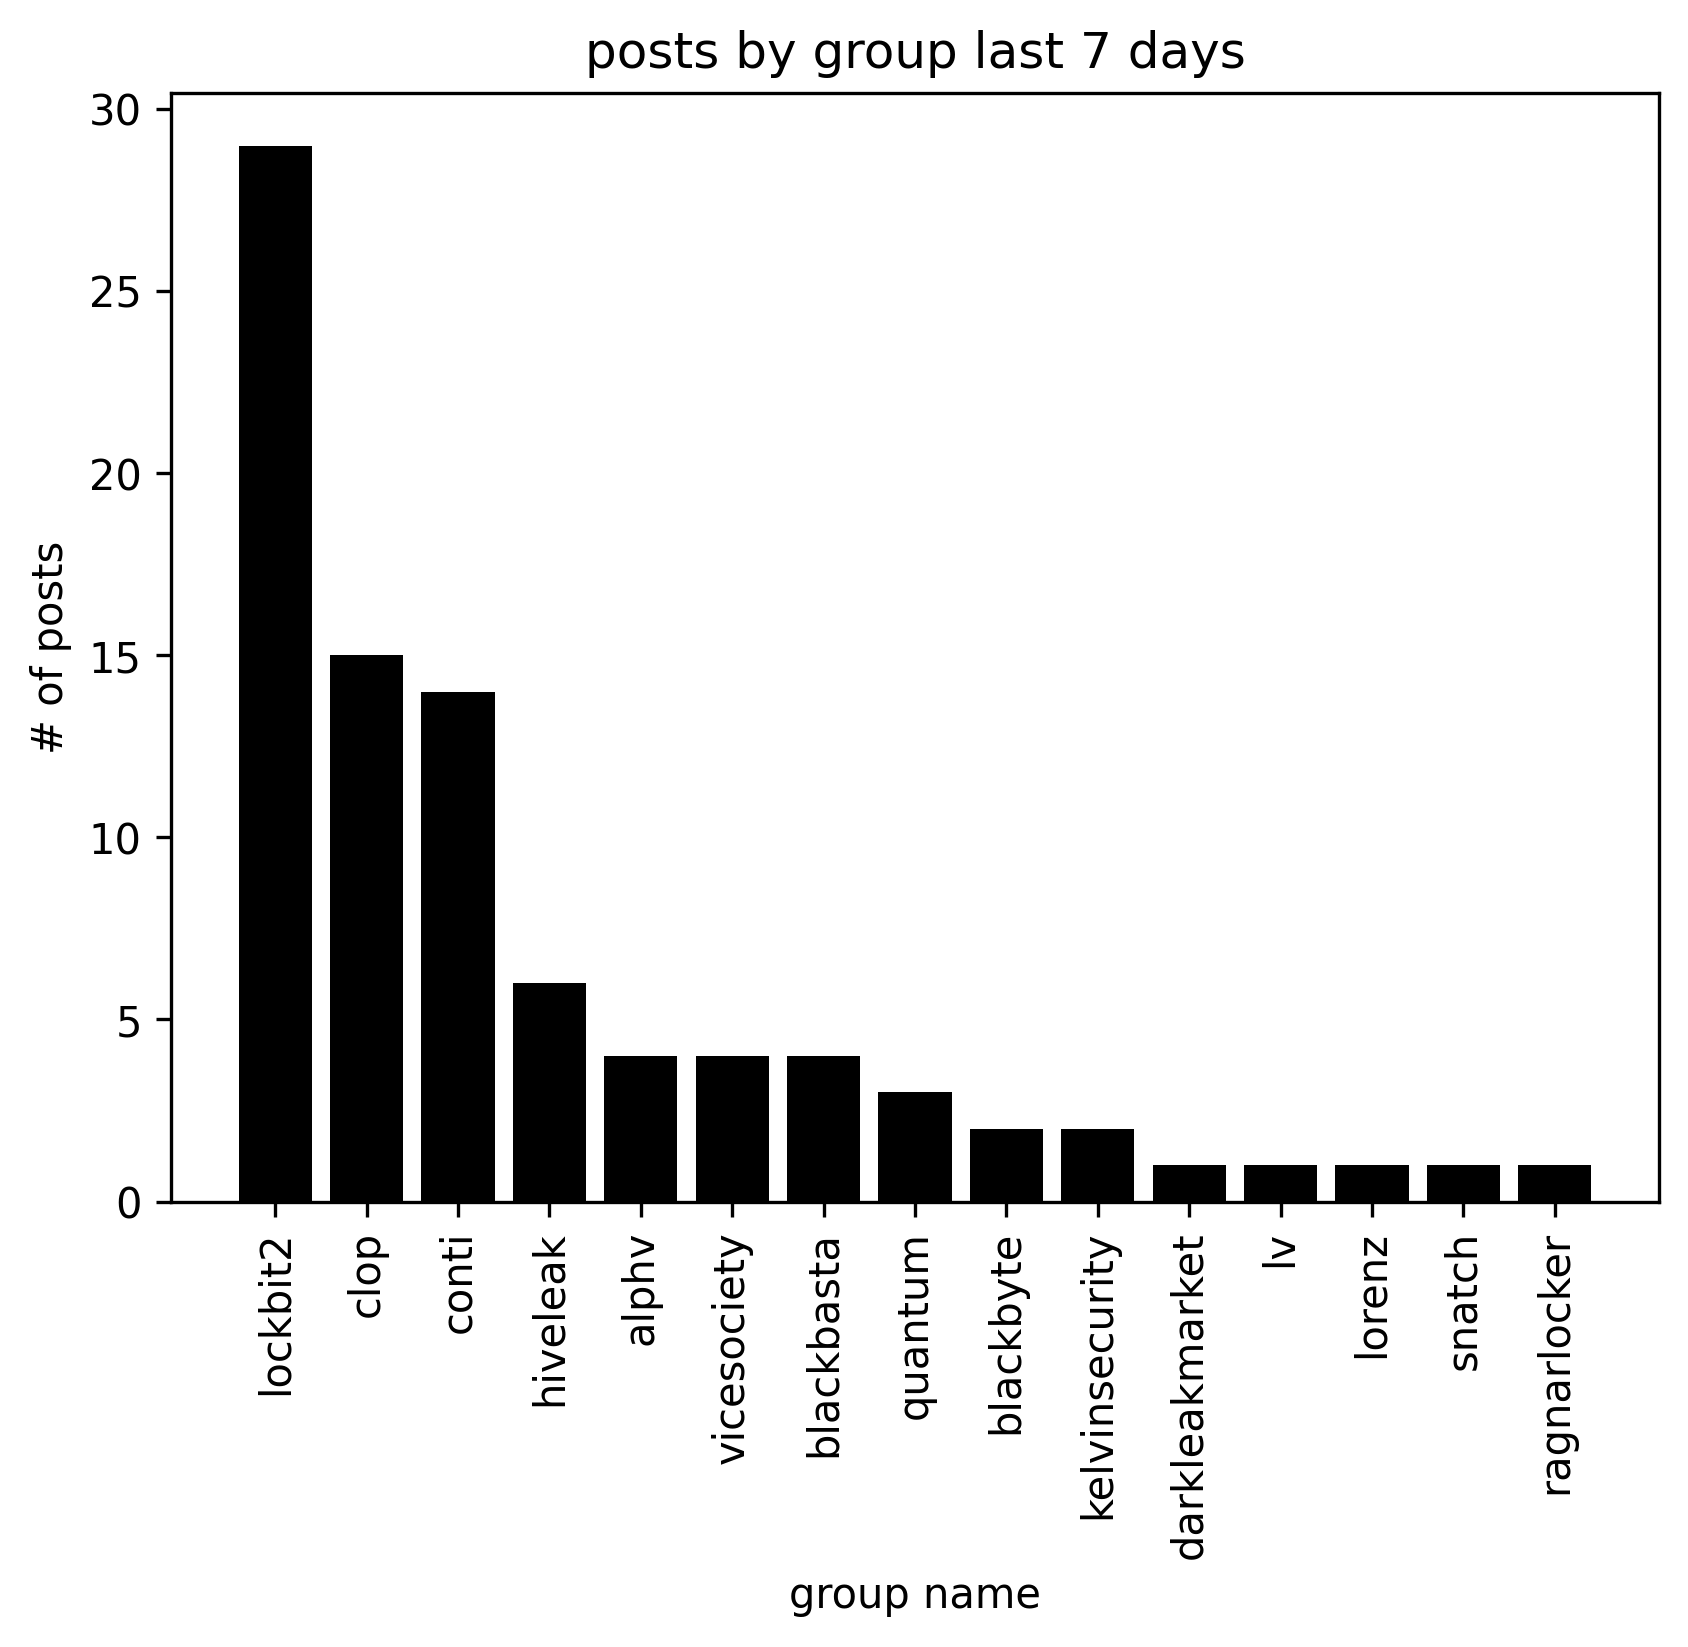 posts by group last 7 days
30
25
20
15
10
5
0
# of posts
lockbit2
clop
conti
hiveleak
alphv
vicesociety
blackbasta
quantum
blackbyte
kelvinsecurity
darkleakmarket
lv
lorenz
snatch
ragnarlocker
group name